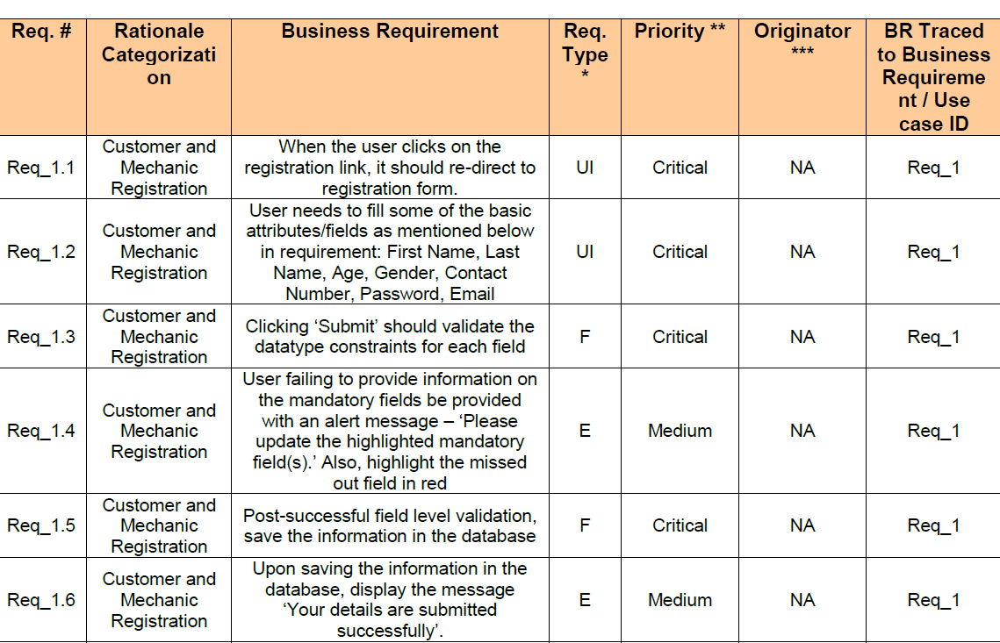 Req. #
Rationale
Categorizati
on
Business Requirement
Req.
Type
*
Priority **
Originator
***
BR Traced
to Business
Requireme
nt / Use
case ID
Req_1.1
Customer and
Mechanic
Registration
When the user clicks on the
registration link, it should re-direct to
registration form.
UI
Critical
NA
Req_1
Req_1.2
Customer and
Mechanic
Registration
User needs to fill some of the basic
attributes/fields as mentioned below
in requirement: First Name, Last
Name, Age, Gender, Contact
Number, Password, Email
UI
Critical
NA
Req_1
Req_1.3
Customer and
Mechanic
Registration
Clicking ‘Submit’ should validate the
datatype constraints for each field
F
Critical
NA
Req_1
Req_1.4
Customer and
Mechanic
Registration
User failing to provide information on
the mandatory fields be provided
with an alert message – ‘Please
update the highlighted mandatory
field(s).’ Also, highlight the missed
out field in red
E
Medium
NA
Req_1
Req_1.5
Customer and
Mechanic
Registration
Post-successful field level validation,
save the information in the database
F
Critical
NA
Req_1
Req_1.6
Customer and
Mechanic
Registration
Upon saving the information in the
database, display the message
‘Your details are submitted
successfully’.
E
Medium
NA
Req_1